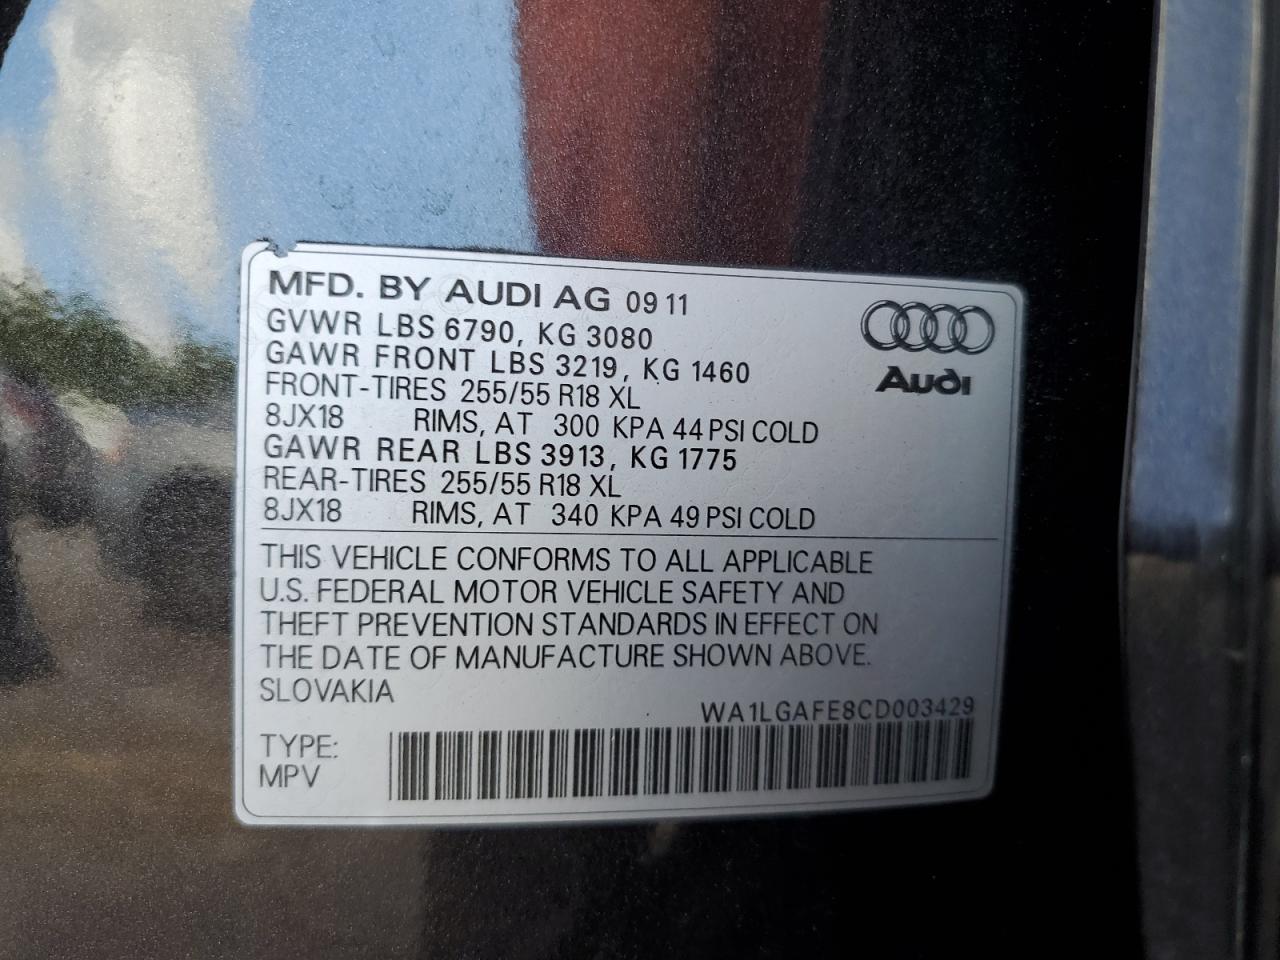 MFD. BY AUDI AG 09 11
GVWR LBS 6790, KG 3080
GAWR FRONT LBS 3219, KG 1460
FRONT-TIRES 255/55 R18 XL
8JX18 RIMS, AT 300 KPA 44 PSI COLD
GAWR REAR LBS 3913, KG 1775
REAR-TIRES 255/55 R18 XL
8JX18 RIMS, AT 340 KPA 49 PSI COLD
Audi
THIS VEHICLE CONFORMS TO ALL APPLICABLE
U.S. FEDERAL MOTOR VEHICLE SAFETY AND
THEFT PREVENTION STANDARDS IN EFFECT ON
THE DATE OF MANUFACTURE SHOWN ABOVE.
SLOVAKIA
WA1LGAFE8CD003429
TYPE:
MPV